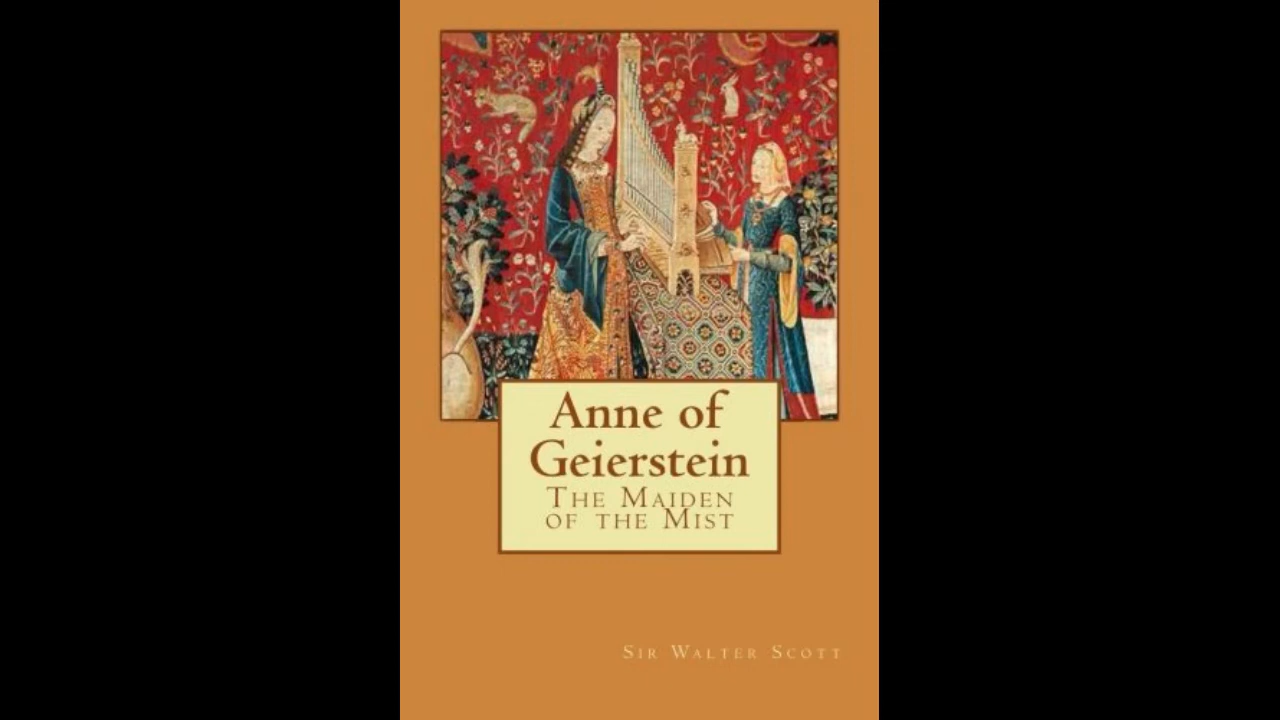 Anne of
Geierstein
The Maiden
of the Mist
Sir Walter Scott